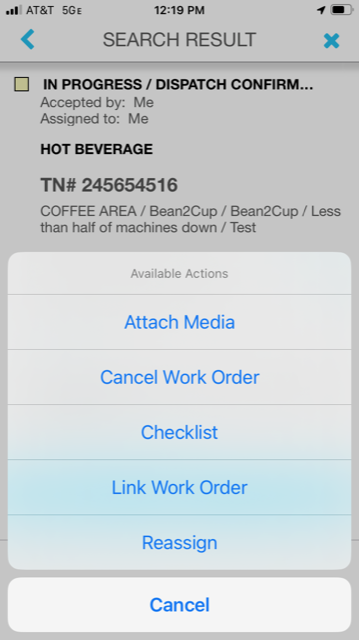 AT&T 5GE 12:19 PM
SEARCH RESULT
IN PROGRESS / DISPATCH CONFIRM...
Accepted by: Me
Assigned to: Me
HOT BEVERAGE
TN# 245654516
COFFEE AREA / Bean2Cup / Bean2Cup / Less
than half of machines down / Test
Available Actions
Attach Media
Cancel Work Order
Checklist
Link Work Order
Reassign
Cancel